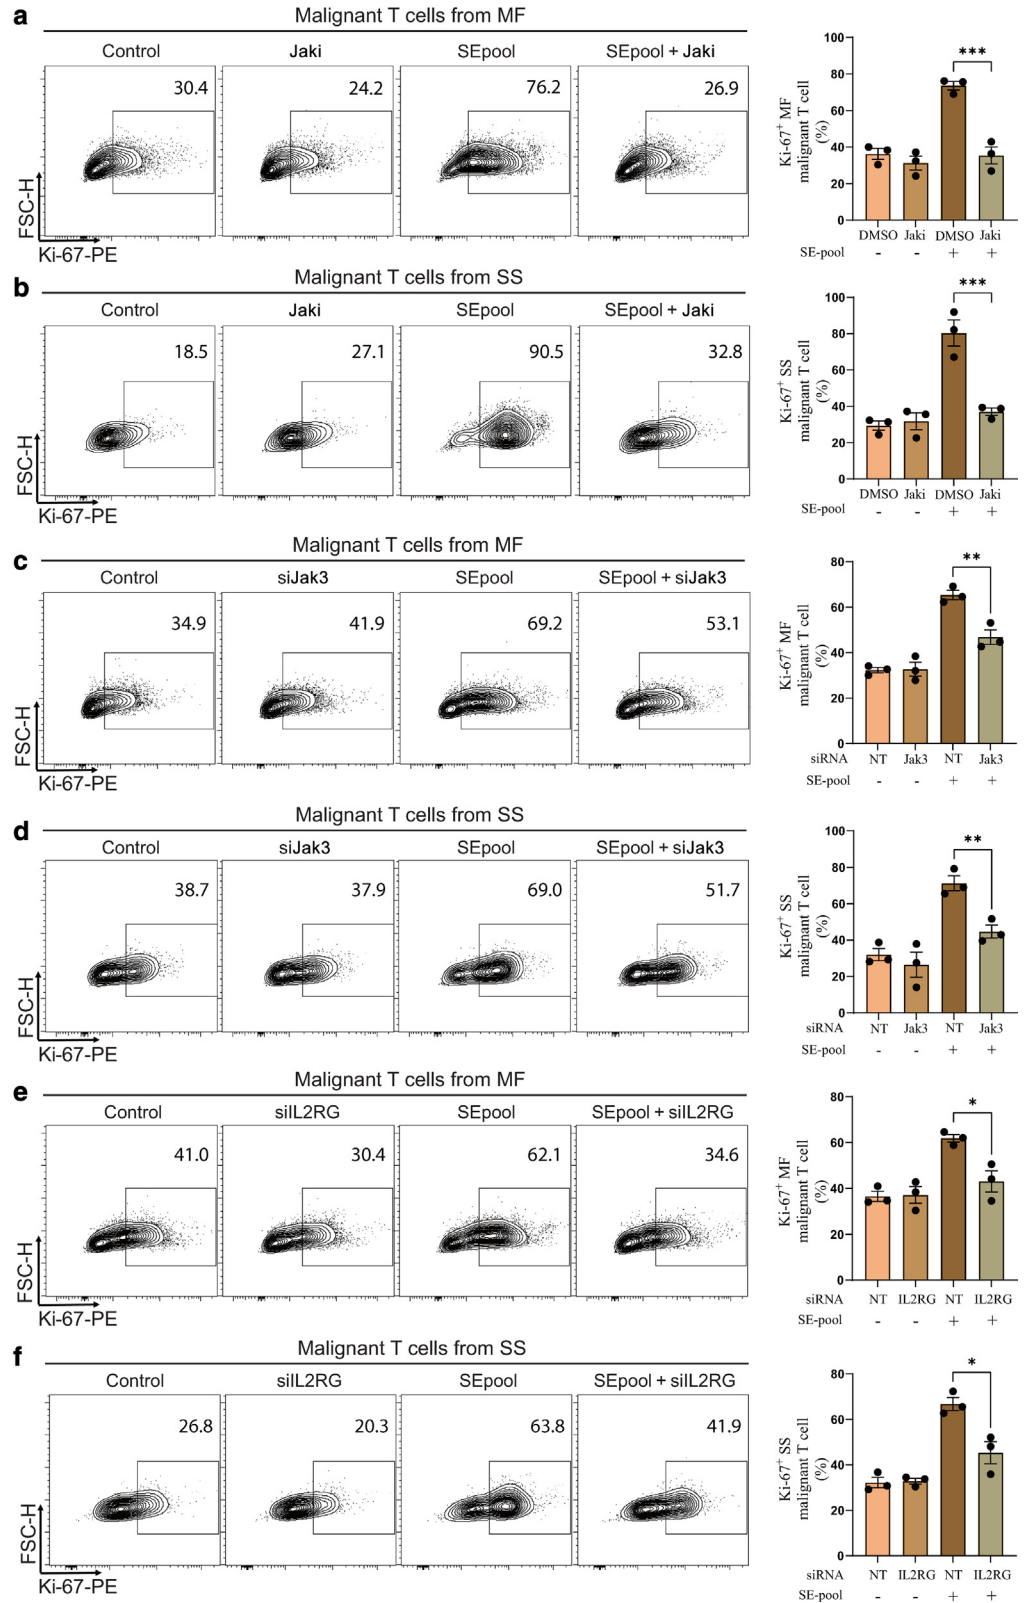 a
Malignant T cells from MF
Control Jaki SEpool SEpool + Jaki
30.4 24.2 76.2 26.9
FSC-H
Ki-67-PE
100
80
60
40
20
0
Ki-67+ MF
malignant T cell
(%)
***
DMSO Jaki DMSO Jaki
SE-pool - - + +
b
Malignant T cells from SS
Control Jaki SEpool SEpool + Jaki
18.5 27.1 90.5 32.8
FSC-H
Ki-67-PE
100
80
60
40
20
0
Ki-67+ SS
malignant T cell
(%)
***
DMSO Jaki DMSO Jaki
SE-pool - - + +
c
Malignant T cells from MF
Control siJak3 SEpool SEpool + siJak3
34.9 41.9 69.2 53.1
FSC-H
Ki-67-PE
80
60
40
20
0
Ki-67+ MF
malignant T cell
(%)
**
siRNA NT Jak3 NT Jak3
SE-pool - - + +
d
Malignant T cells from SS
Control siJak3 SEpool SEpool + siJak3
38.7 37.9 69.0 51.7
FSC-H
Ki-67-PE
100
80
60
40
20
0
Ki-67+ SS
malignant T cell
(%)
**
siRNA NT Jak3 NT Jak3
SE-pool - - + +
e
Malignant T cells from MF
Control siIL2RG SEpool SEpool + siIL2RG
41.0 30.4 62.1 34.6
FSC-H
Ki-67-PE
80
60
40
20
0
Ki-67+ MF
malignant T cell
(%)
*
siRNA NT IL2RG NT IL2RG
SE-pool - - + +
f
Malignant T cells from SS
Control siIL2RG SEpool SEpool + siIL2RG
26.8 20.3 63.8 41.9
FSC-H
Ki-67-PE
80
60
40
20
0
Ki-67+ SS
malignant T cell
(%)
*
siRNA NT IL2RG NT IL2RG
SE-pool - - + +